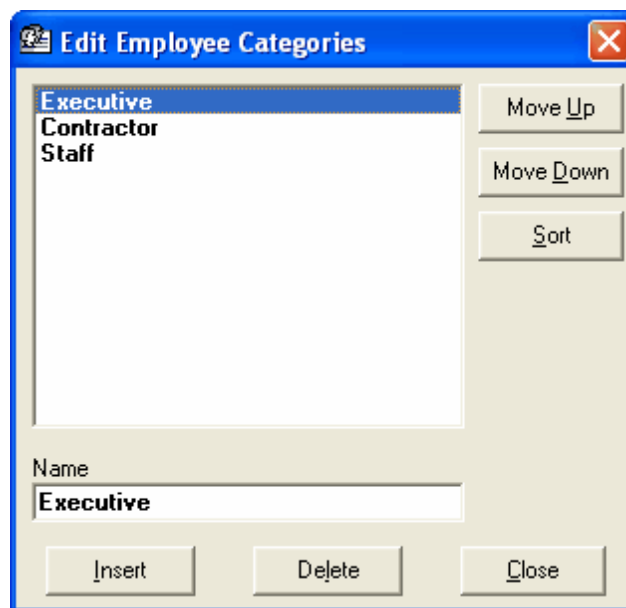 Edit Employee Categories
Executive
Contractor
Staff
Move Up
Move Down
Sort
Name
Executive
Insert
Delete
Close